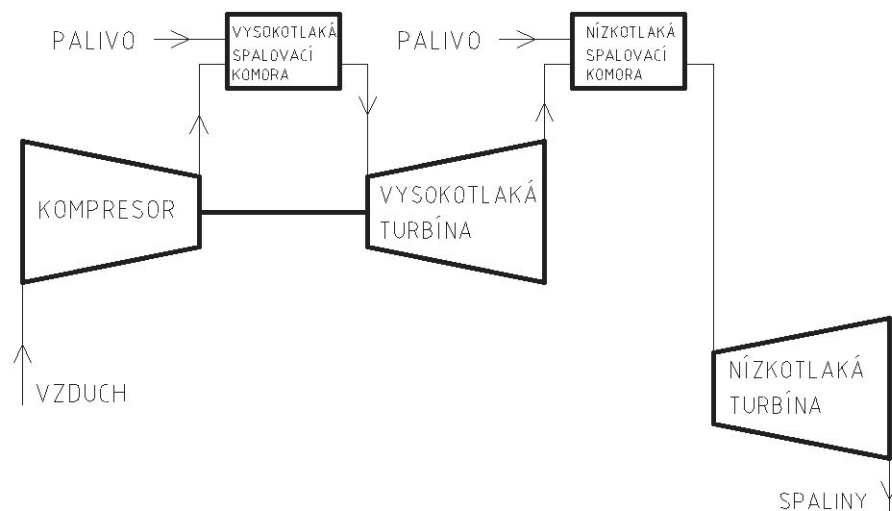 PALIVO
VYSOKOTLAKÁ
SPALOVACÍ
KOMORA
PALIVO
NÍZKOTLAKÁ
SPALOVACÍ
KOMORA
KOMPRESOR
VYSOKOTLAKÁ
TURBÍNA
VZDUCH
NÍZKOTLAKÁ
TURBÍNA
SPALINY